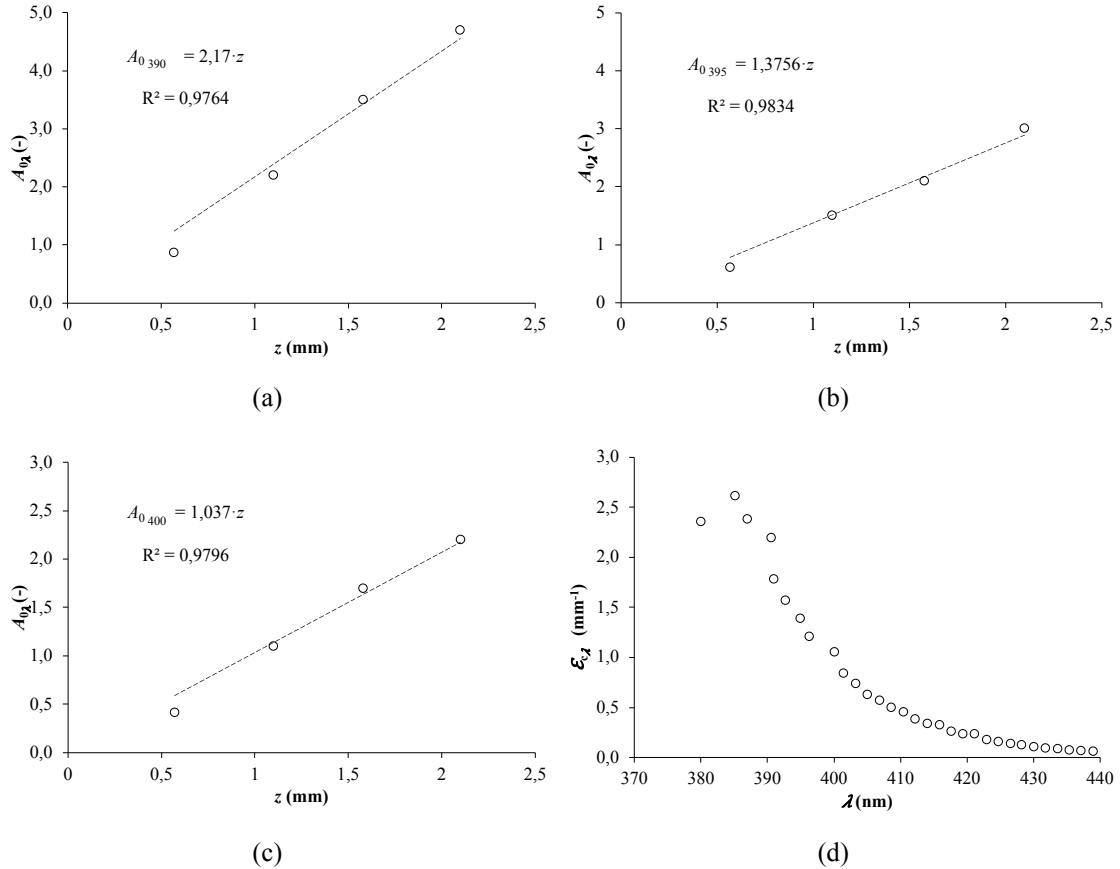 5,0
4,0
3,0
2,0
1,0
0,0
A0λ (-)
A0 390 = 2,17·z
R² = 0,9764
0 0,5 1 1,5 2 2,5
z (mm)
(a)
5
4
3
2
1
0
A0λ (-)
A0 395 = 1,3756·z
R² = 0,9834
0 0,5 1 1,5 2 2,5
z (mm)
(b)
3,0
2,5
2,0
1,5
1,0
0,5
0,0
A0λ (-)
A0 400 = 1,037·z
R² = 0,9796
0 0,5 1 1,5 2 2,5
z (mm)
(c)
3,0
2,5
2,0
1,5
1,0
0,5
0,0
Ɛcλ (mm-1)
370 380 390 400 410 420 430 440
λ (nm)
(d)